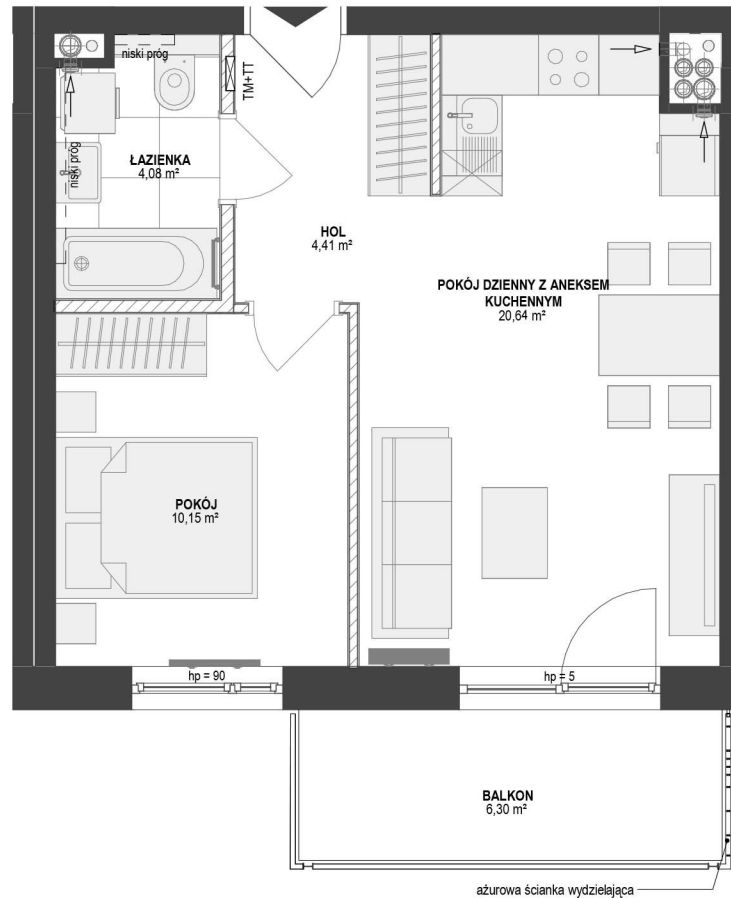 niski próg
TM+TT
niski próg
ŁAZIENKA
4,08 m²
HOL
4,41 m²
POKÓJ DZIENNY Z ANEKSEM
KUCHENNYM
20,64 m²
POKÓJ
10,15 m²
hp = 90
hp = 5
BALKON
6,30 m²
ażurowa ścianka wydzielająca